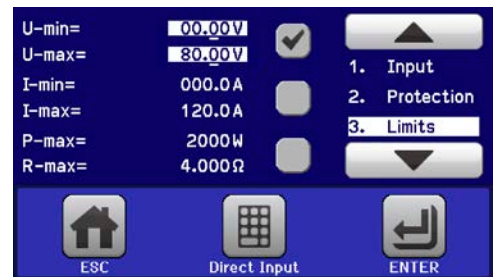 U-min= 00.00V
U-max= 80.00V
I-min= 000.0A
I-max= 120.0A
P-max= 2000W
R-max= 4.000Ω
1. Input
2. Protection
3. Limits
ESC
Direct Input
ENTER